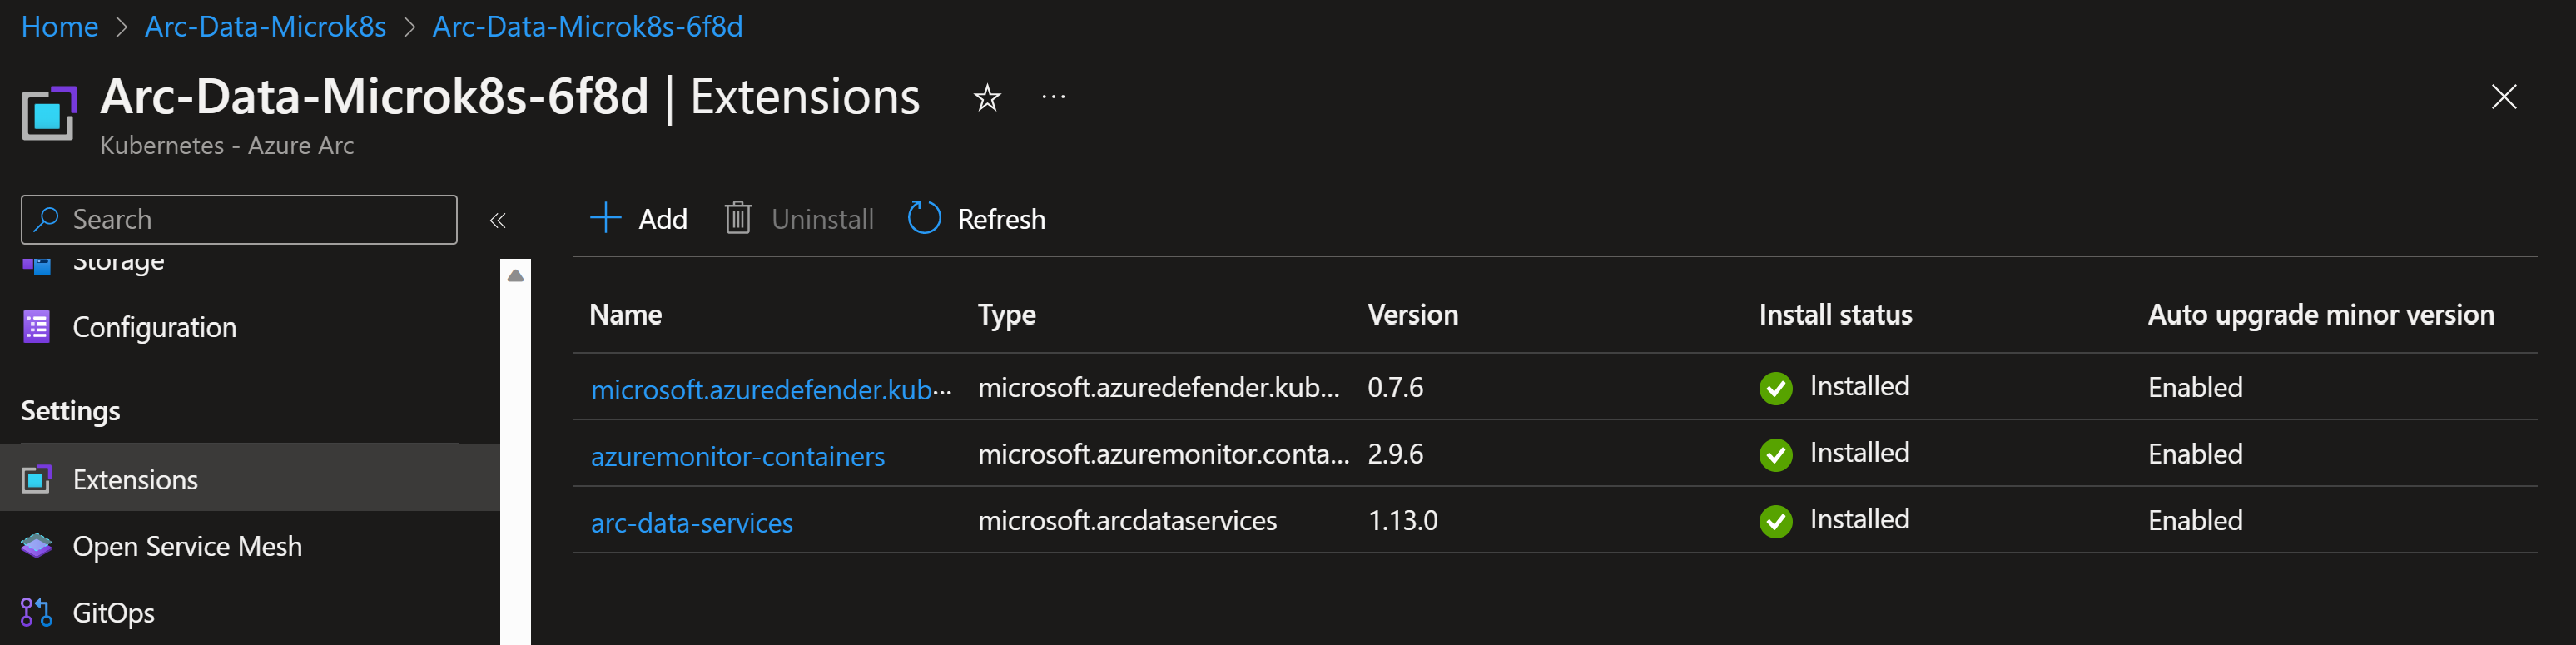 Home > Arc-Data-Microk8s > Arc-Data-Microk8s-6f8d
Arc-Data-Microk8s-6f8d | Extensions ☆ ...
Kubernetes - Azure Arc
Search «
Add Uninstall Refresh
Storage
Configuration
Settings
Extensions
Open Service Mesh
GitOps
Name Type Version Install status Auto upgrade minor version
microsoft.azuredefender.kub... microsoft.azuredefender.kub... 0.7.6 Installed Enabled
azuremonitor-containers microsoft.azuremonitor.conta... 2.9.6 Installed Enabled
arc-data-services microsoft.arcdataservices 1.13.0 Installed Enabled